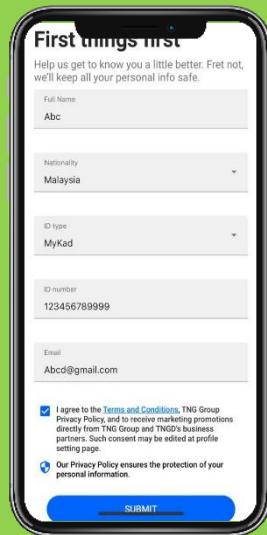 First things first
Help us get to know you a little better. Fret not,
we'll keep all your personal info safe.
Full Name
Abc
Nationality
Malaysia
ID type
MyKad
ID number
123456789999
Email
Abcd@gmail.com
I agree to the Terms and Conditions, TNG Group
Privacy Policy, and to receive marketing promotions
directly from TNG Group and TNGD's business
partners. Such consent may be edited at profile
setting page.
Our Privacy Policy ensures the protection of your
personal information.
SUBMIT